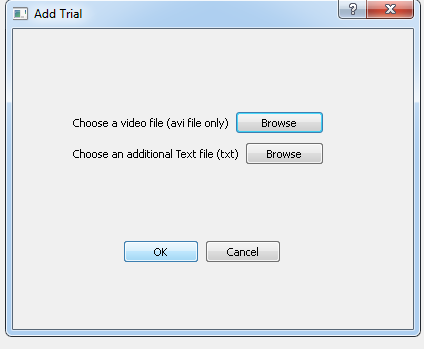 Add Trial
?
Choose a video file (avi file only) Browse
Choose an additional Text file (txt) Browse
OK Cancel